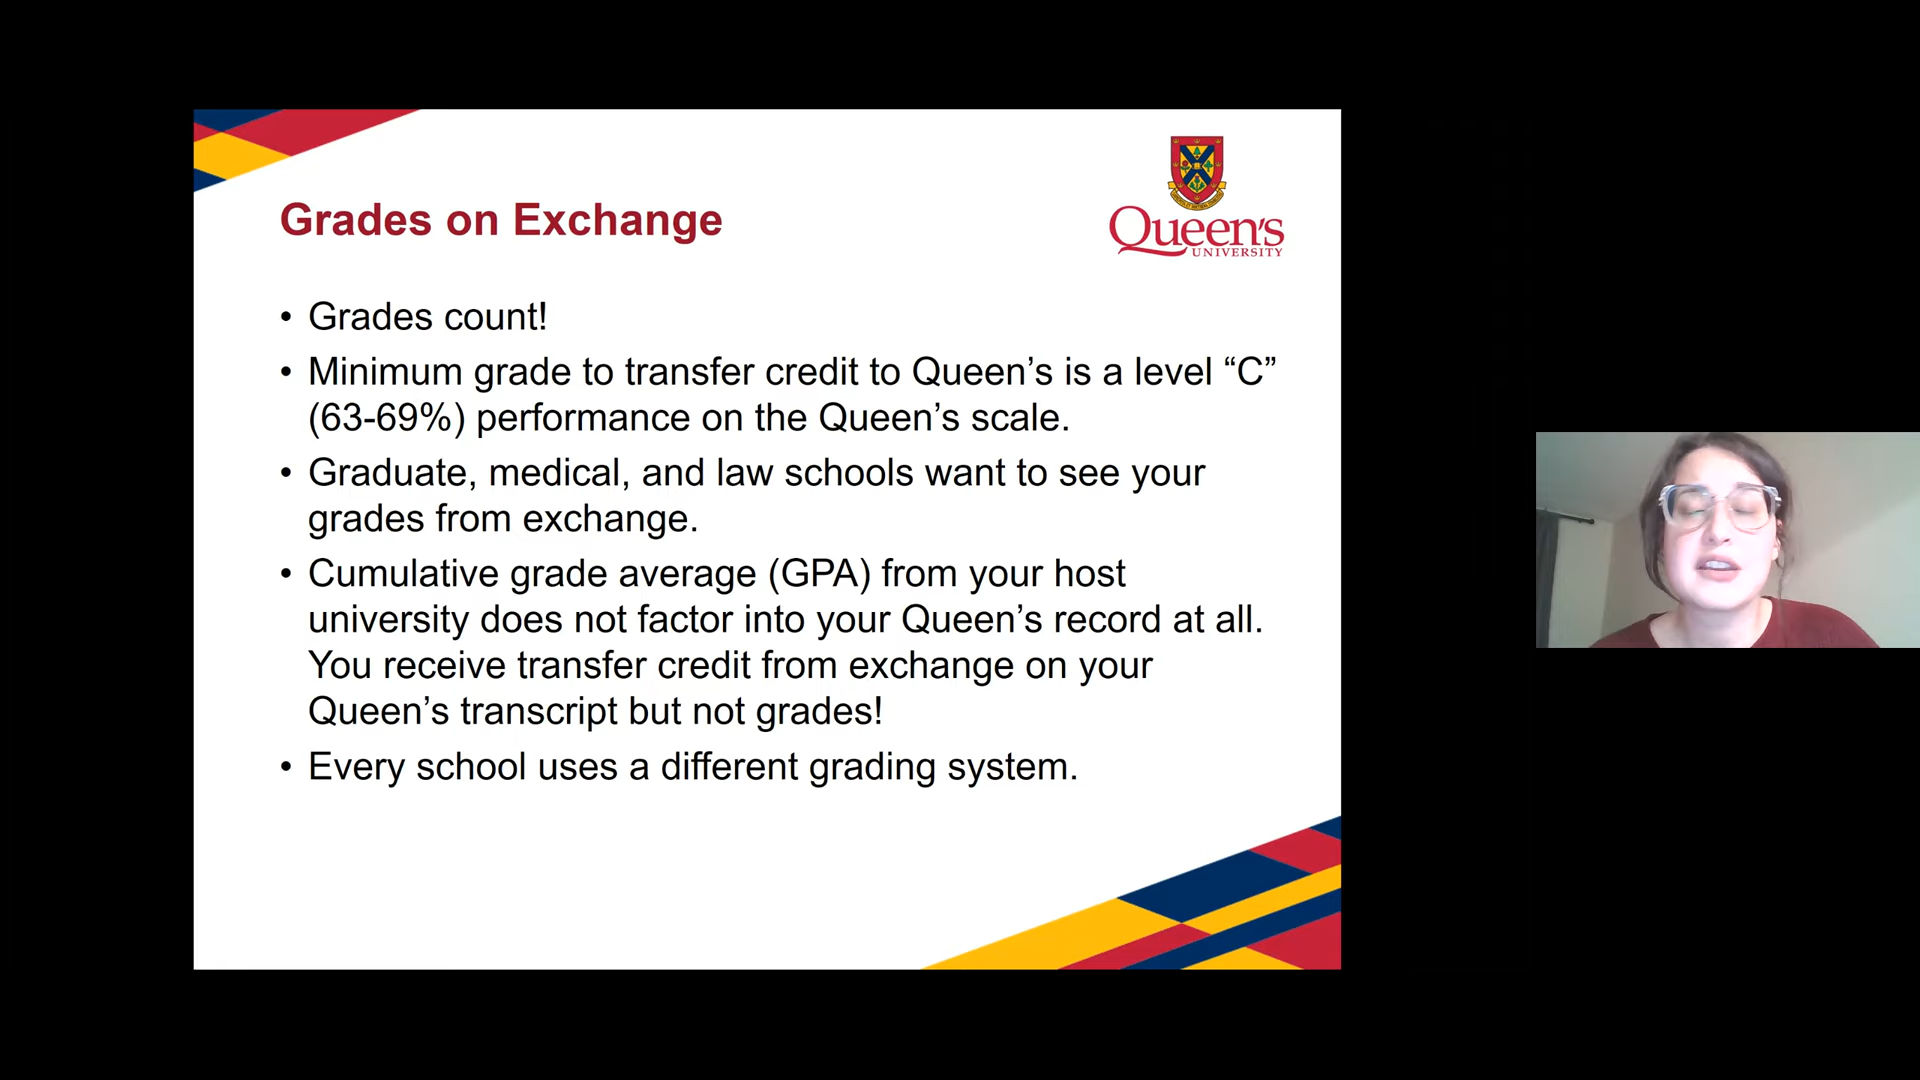 Queen's
UNIVERSITY
Grades on Exchange
• Grades count!
• Minimum grade to transfer credit to Queen’s is a level “C”
(63-69%) performance on the Queen’s scale.
• Graduate, medical, and law schools want to see your
grades from exchange.
• Cumulative grade average (GPA) from your host
university does not factor into your Queen’s record at all.
You receive transfer credit from exchange on your
Queen’s transcript but not grades!
• Every school uses a different grading system.